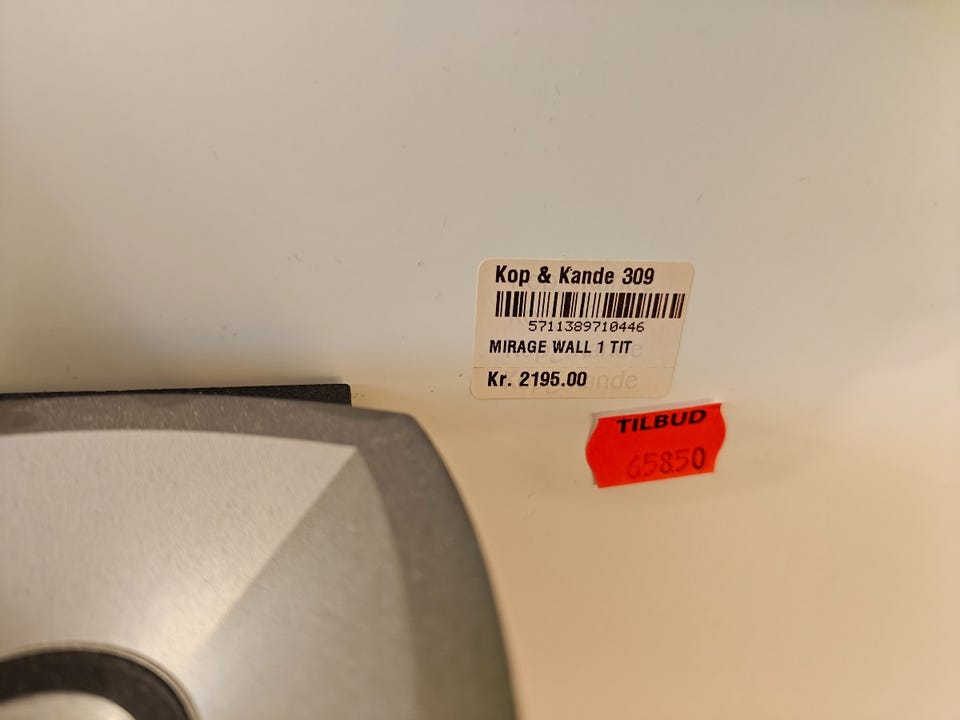 Kop & Kande 309
5711389710446
MIRAGE WALL 1 TIT
Kr. 2195.00
TILBUD
65850